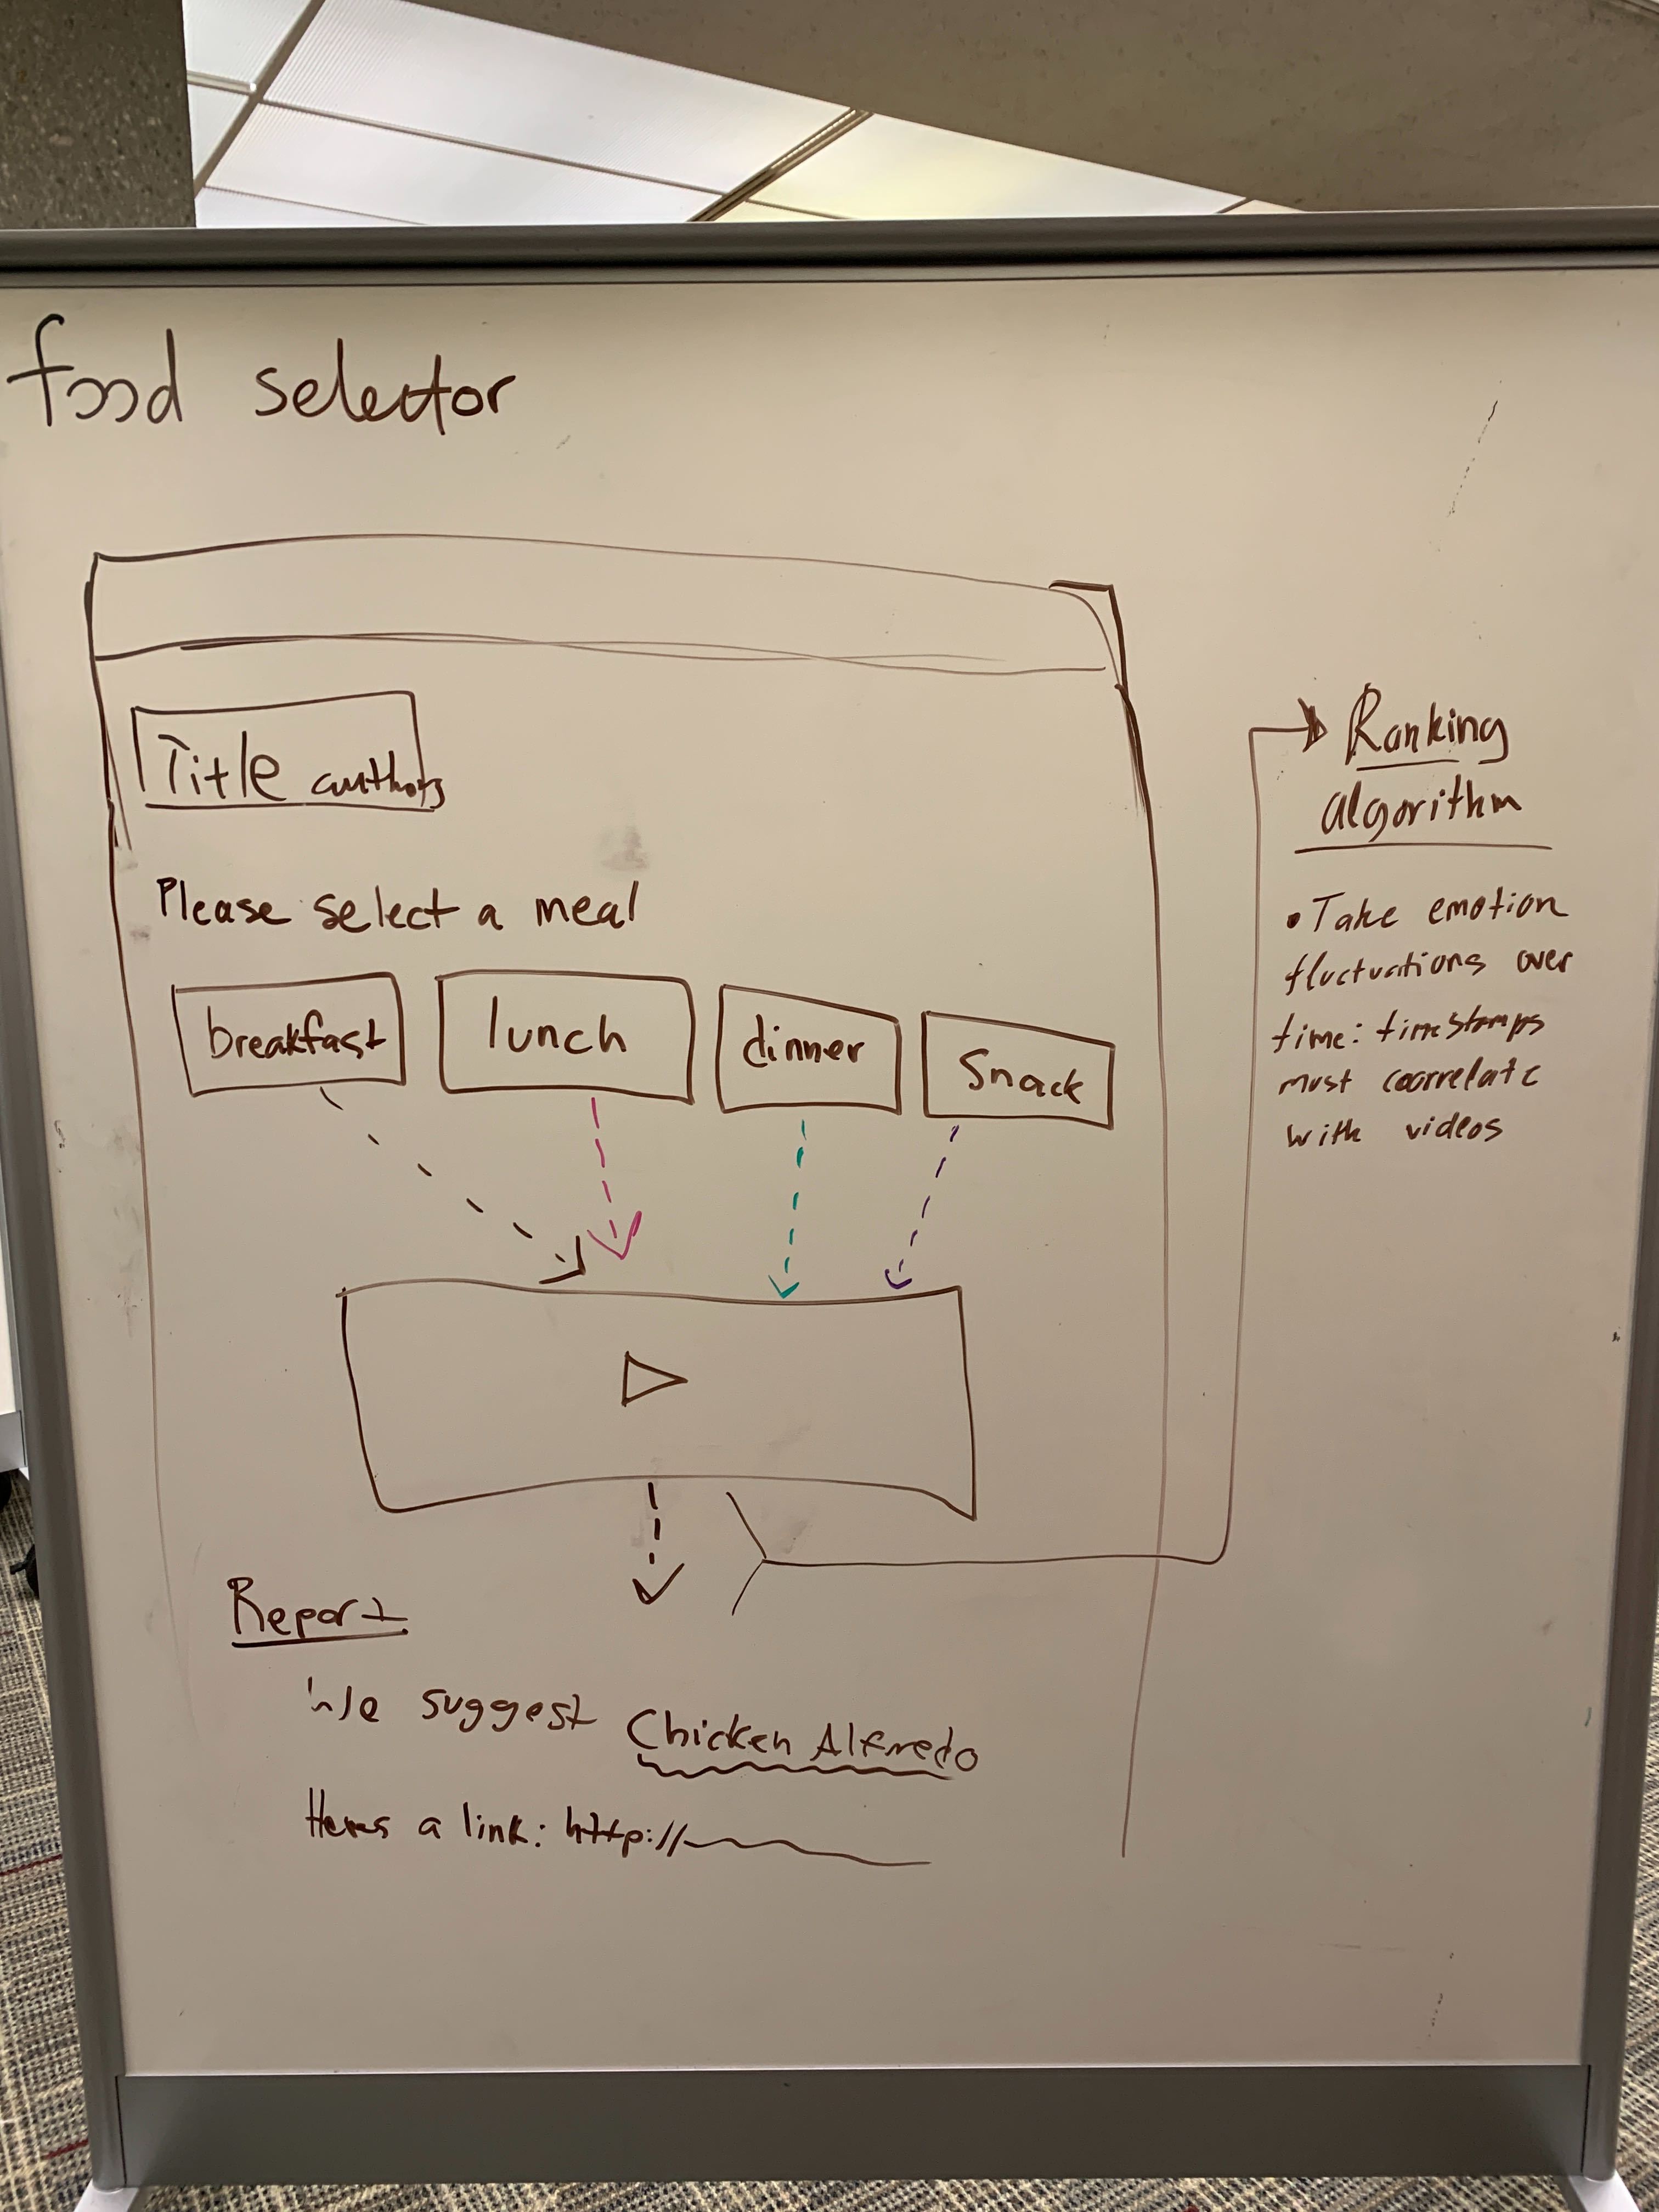 food selector
Title authors
Please select a meal
breakfast lunch dinner Snack
Report
We suggest Chicken Alfredo
Heres a link: http://
Ranking
algorithm
• Take emotion
fluctuations over
time: timestamps
must coorrelate
with videos